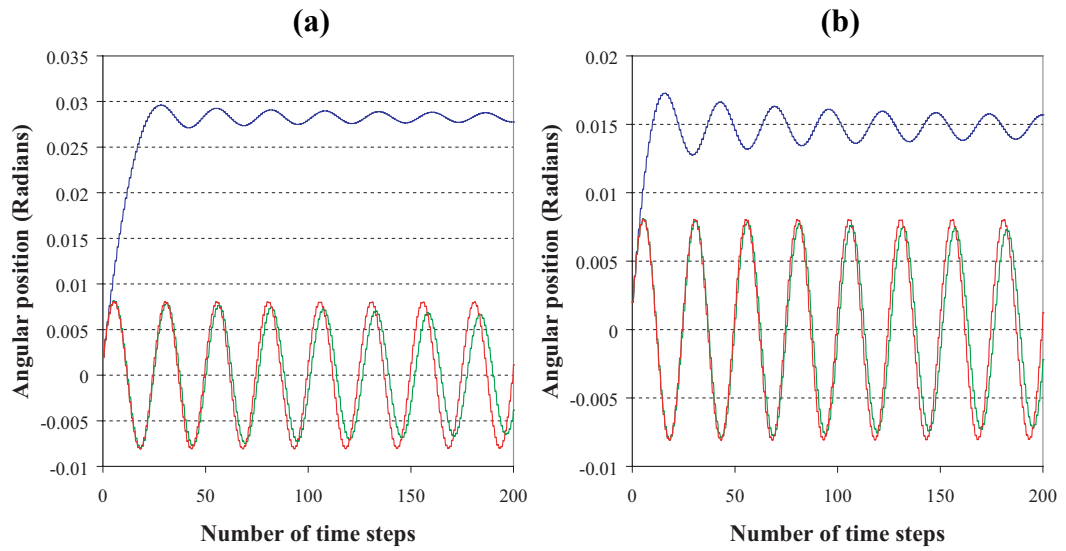 (a)
Angular position (Radians)
0.035
0.03
0.025
0.02
0.015
0.01
0.005
0
-0.005
-0.01
0 50 100 150 200
Number of time steps
(b)
Angular position (Radians)
0.02
0.015
0.01
0.005
0
-0.005
-0.01
0 50 100 150 200
Number of time steps